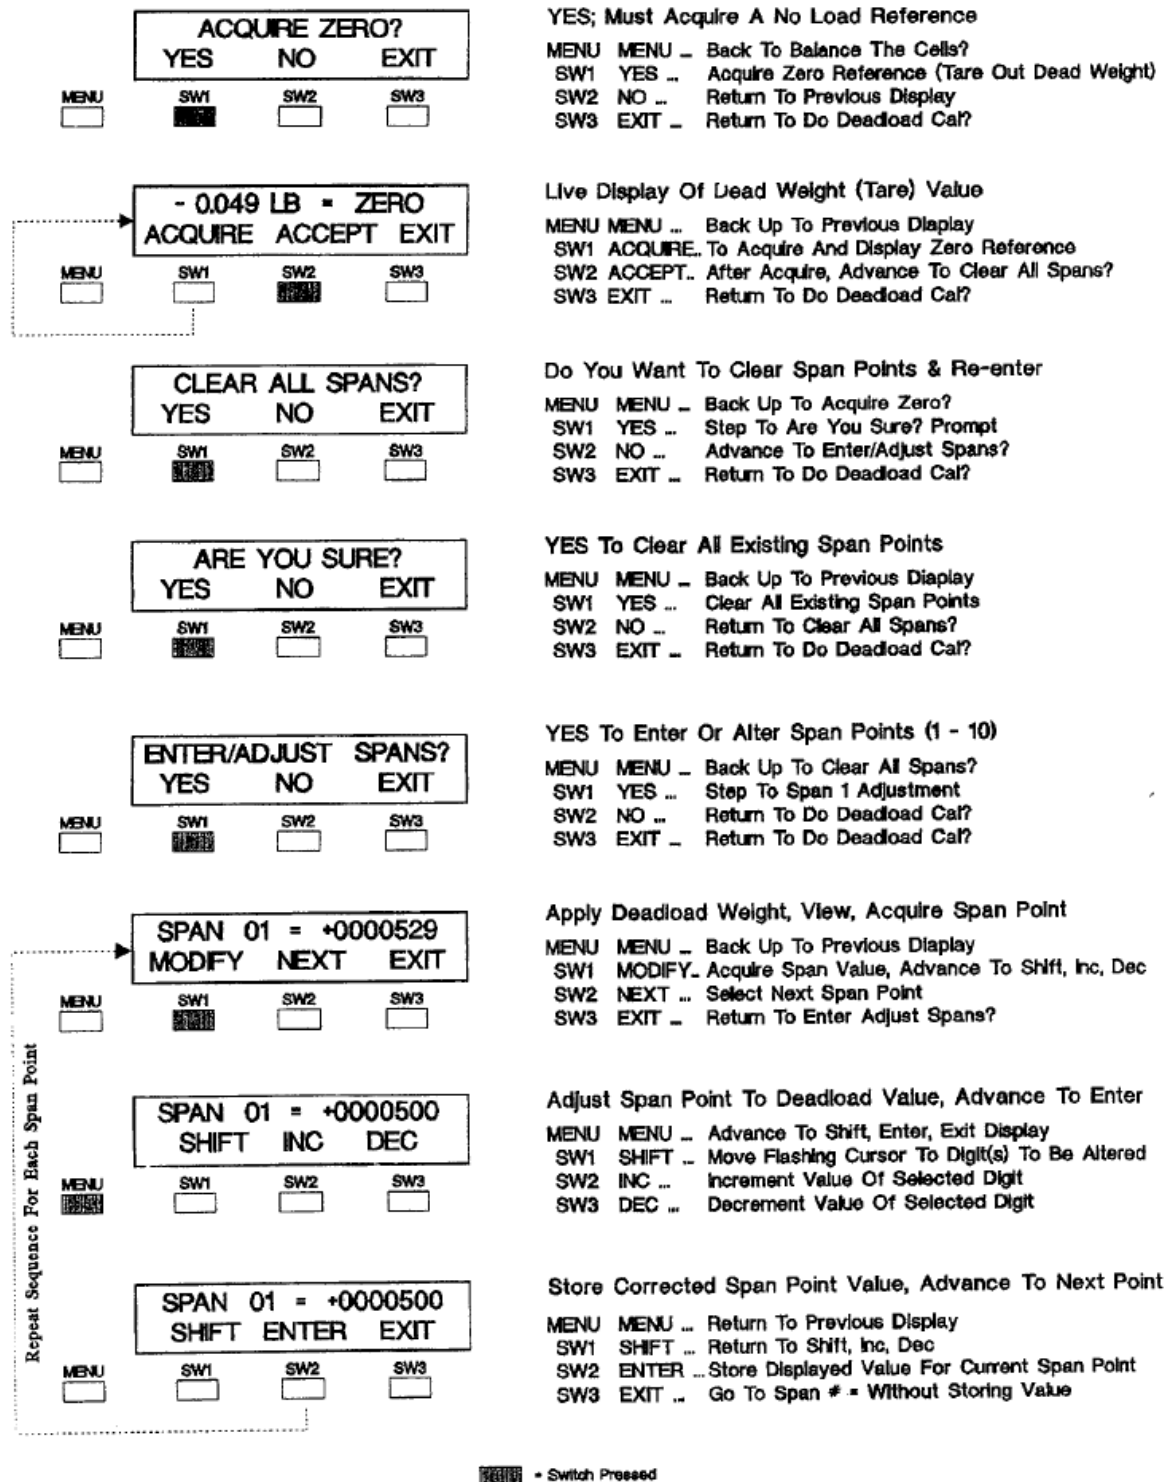 ACQUIRE ZERO?
YES NO EXIT
MENU SW1 SW2 SW3
YES; Must Acquire A No Load Reference
MENU MENU ... Back To Balance The Cells?
SW1 YES ... Acquire Zero Reference (Tare Out Dead Weight)
SW2 NO ... Return To Previous Display
SW3 EXIT ... Return To Do Deadload Cal?
- 0.049 LB = ZERO
ACQUIRE ACCEPT EXIT
MENU SW1 SW2 SW3
Live Display Of Dead Weight (Tare) Value
MENU MENU ... Back Up To Previous Display
SW1 ACQUIRE.. To Acquire And Display Zero Reference
SW2 ACCEPT.. After Acquire, Advance To Clear All Spans?
SW3 EXIT ... Return To Do Deadload Cal?
CLEAR ALL SPANS?
YES NO EXIT
MENU SW1 SW2 SW3
Do You Want To Clear Span Points & Re-enter
MENU MENU ... Back Up To Acquire Zero?
SW1 YES ... Step To Are You Sure? Prompt
SW2 NO ... Advance To Enter/Adjust Spans?
SW3 EXIT ... Return To Do Deadload Cal?
ARE YOU SURE?
YES NO EXIT
MENU SW1 SW2 SW3
YES To Clear All Existing Span Points
MENU MENU ... Back Up To Previous Display
SW1 YES ... Clear All Existing Span Points
SW2 NO ... Return To Clear All Spans?
SW3 EXIT ... Return To Do Deadload Cal?
ENTER/ADJUST SPANS?
YES NO EXIT
MENU SW1 SW2 SW3
YES To Enter Or Alter Span Points (1 - 10)
MENU MENU ... Back Up To Clear All Spans?
SW1 YES ... Step To Span 1 Adjustment
SW2 NO ... Return To Do Deadload Cal?
SW3 EXIT ... Return To Do Deadload Cal?
Repeat Sequence For Each Span Point
SPAN 01 = +0000529
MODIFY NEXT EXIT
MENU SW1 SW2 SW3
Apply Deadload Weight, View, Acquire Span Point
MENU MENU ... Back Up To Previous Display
SW1 MODIFY.. Acquire Span Value, Advance To Shift, Inc, Dec
SW2 NEXT ... Select Next Span Point
SW3 EXIT ... Return To Enter Adjust Spans?
SPAN 01 = +0000500
SHIFT INC DEC
MENU SW1 SW2 SW3
Adjust Span Point To Deadload Value, Advance To Enter
MENU MENU ... Advance To Shift, Enter, Exit Display
SW1 SHIFT ... Move Flashing Cursor To Digit(s) To Be Altered
SW2 INC ... Increment Value Of Selected Digit
SW3 DEC ... Decrement Value Of Selected Digit
SPAN 01 = +0000500
SHIFT ENTER EXIT
MENU SW1 SW2 SW3
Store Corrected Span Point Value, Advance To Next Point
MENU MENU ... Return To Previous Display
SW1 SHIFT ... Return To Shift, Inc, Dec
SW2 ENTER ... Store Displayed Value For Current Span Point
SW3 EXIT ... Go To Span # = Without Storing Value
= Switch Pressed